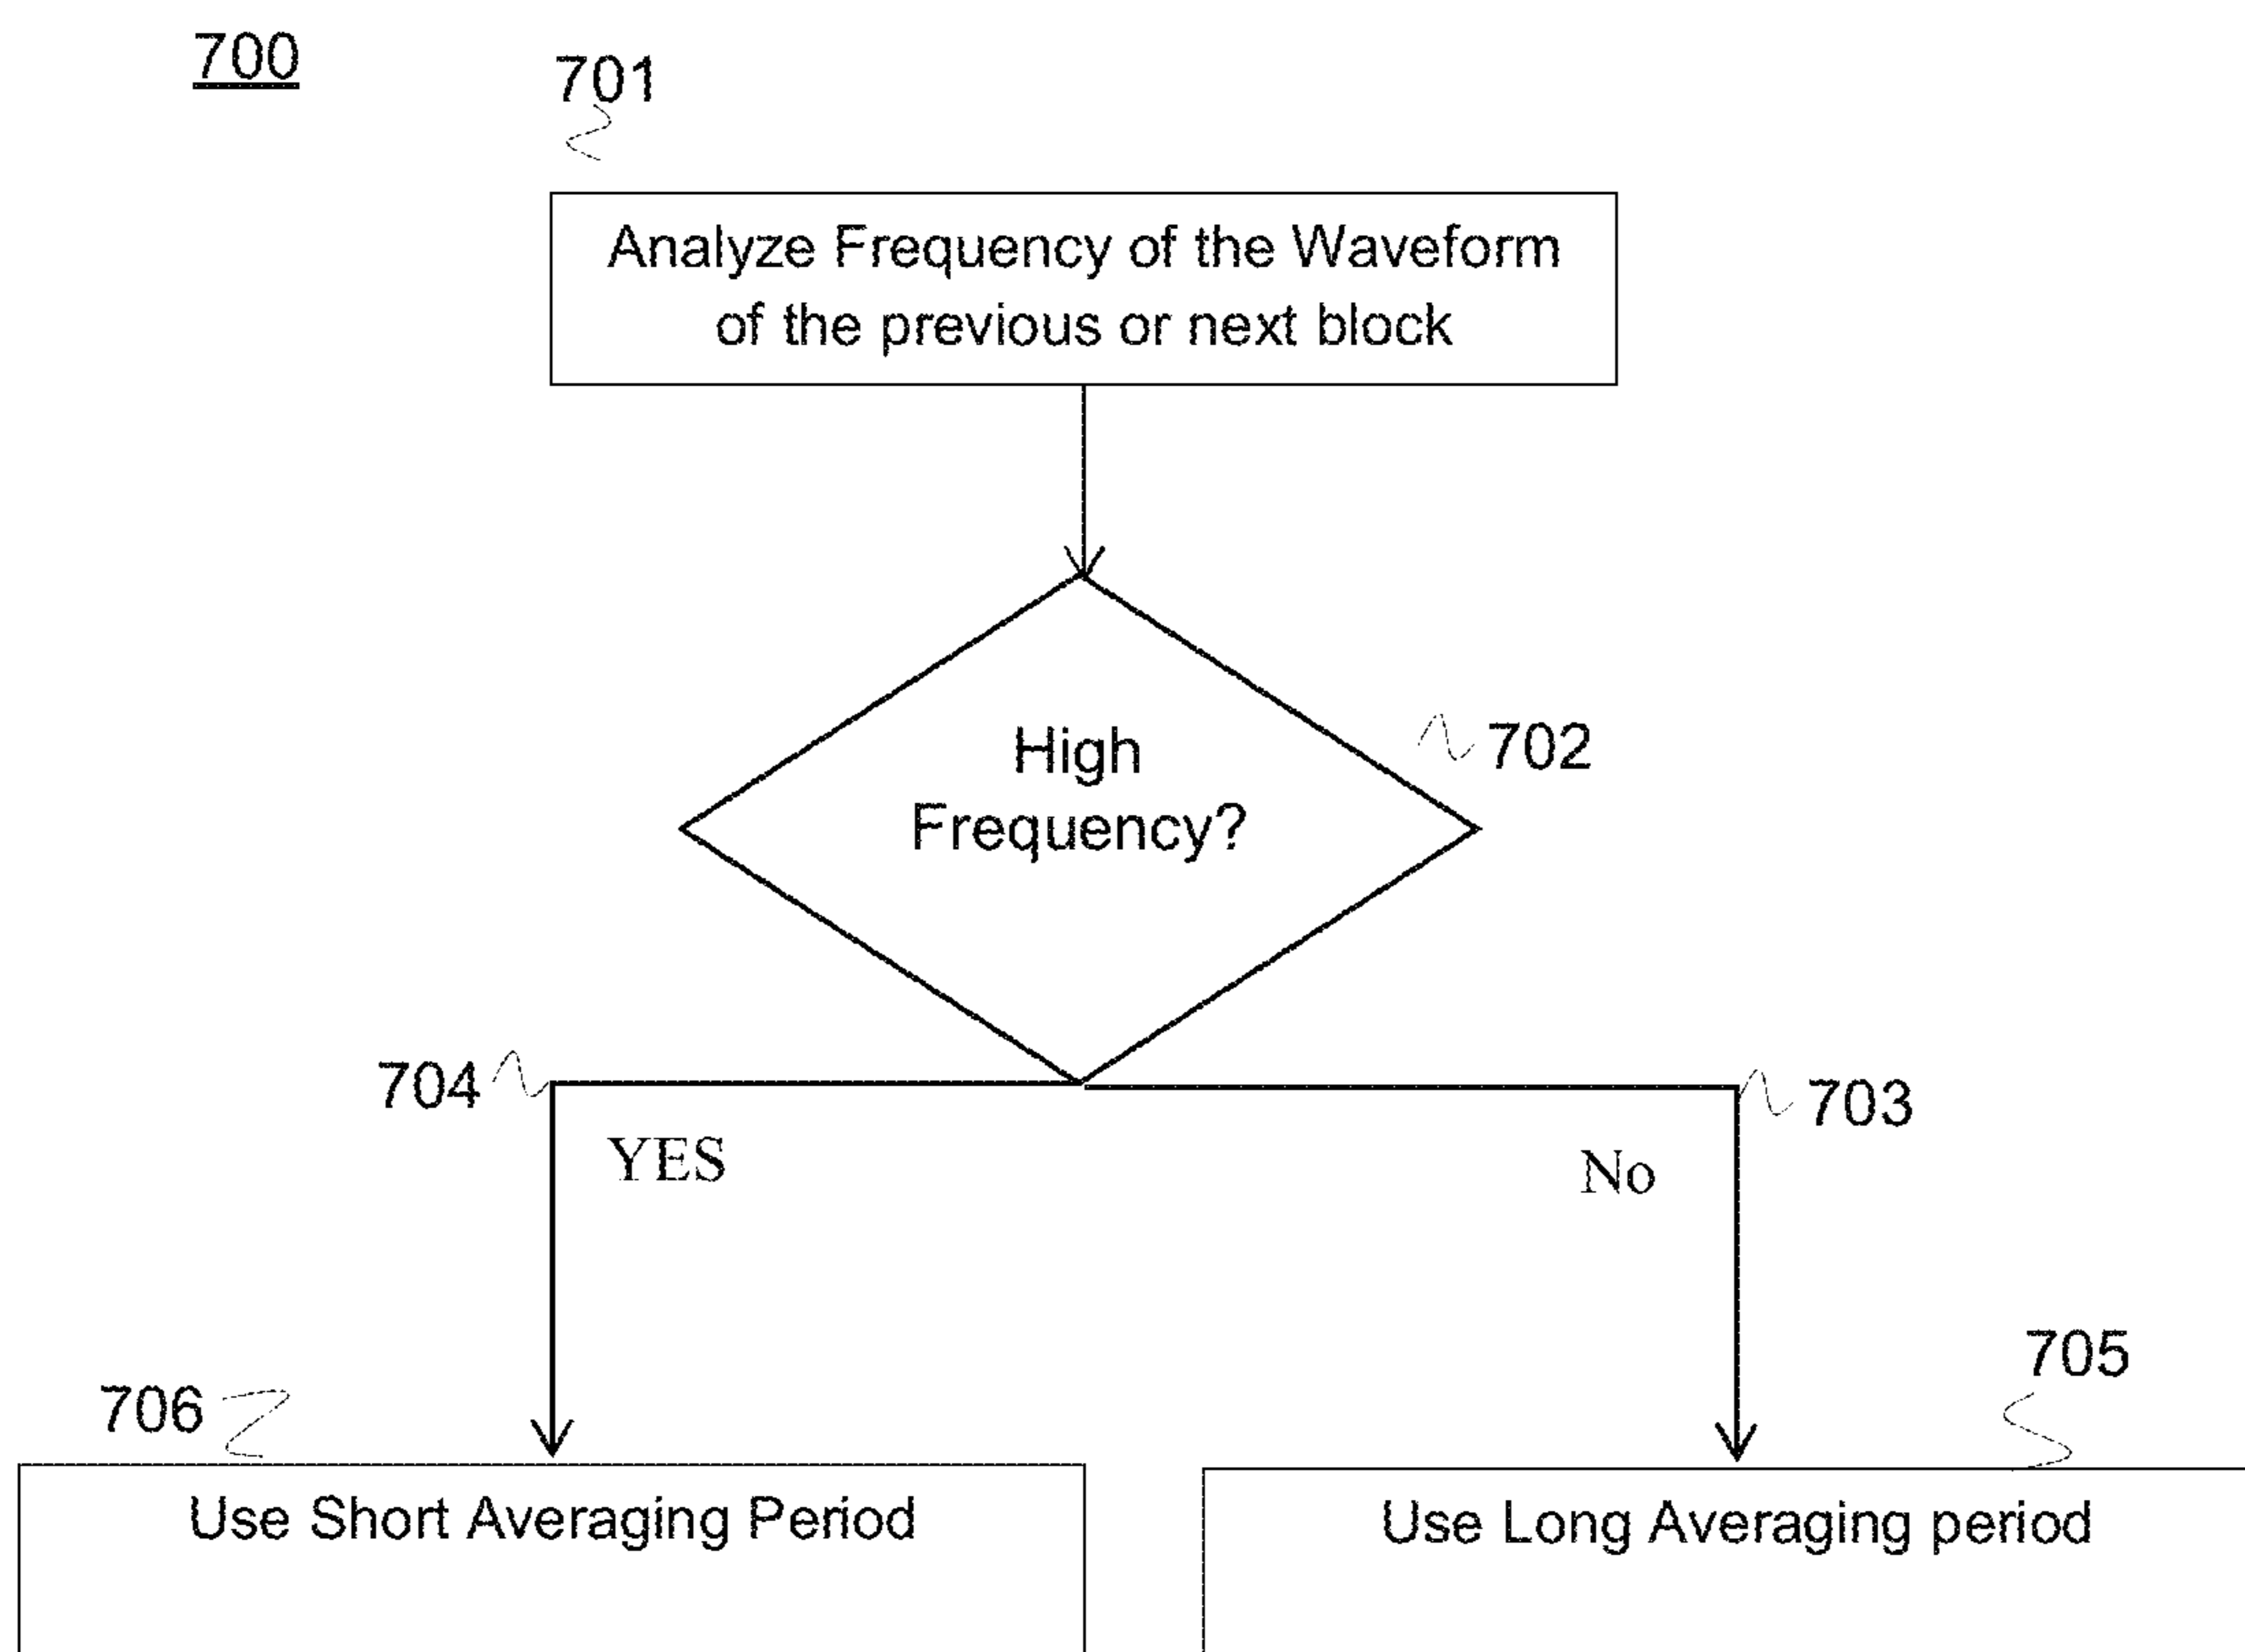 700
701
Analyze Frequency of the Waveform
of the previous or next block
High
Frequency?
702
704
703
YES
No
706
705
Use Short Averaging Period
Use Long Averaging period